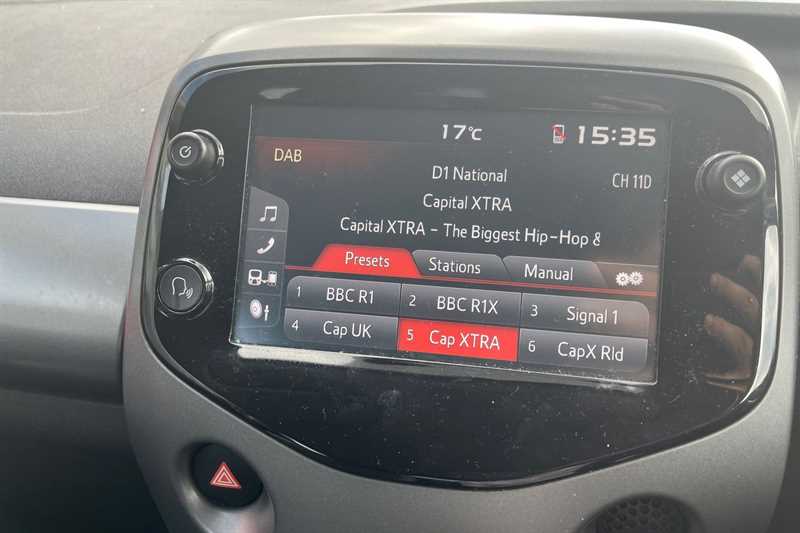 17°C 15:35
DAB
D1 National
CH 11D
Capital XTRA
Capital XTRA - The Biggest Hip-Hop &
Presets Stations Manual
1 BBC R1 2 BBC R1X 3 Signal 1
4 Cap UK 5 Cap XTRA 6 CapX Rld